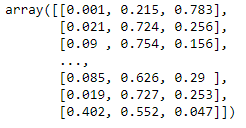 array([[0.001, 0.215, 0.783],
       [0.021, 0.724, 0.256],
       [0.09 , 0.754, 0.156],
       ...,
       [0.085, 0.626, 0.29 ],
       [0.019, 0.727, 0.253],
       [0.402, 0.552, 0.047]])